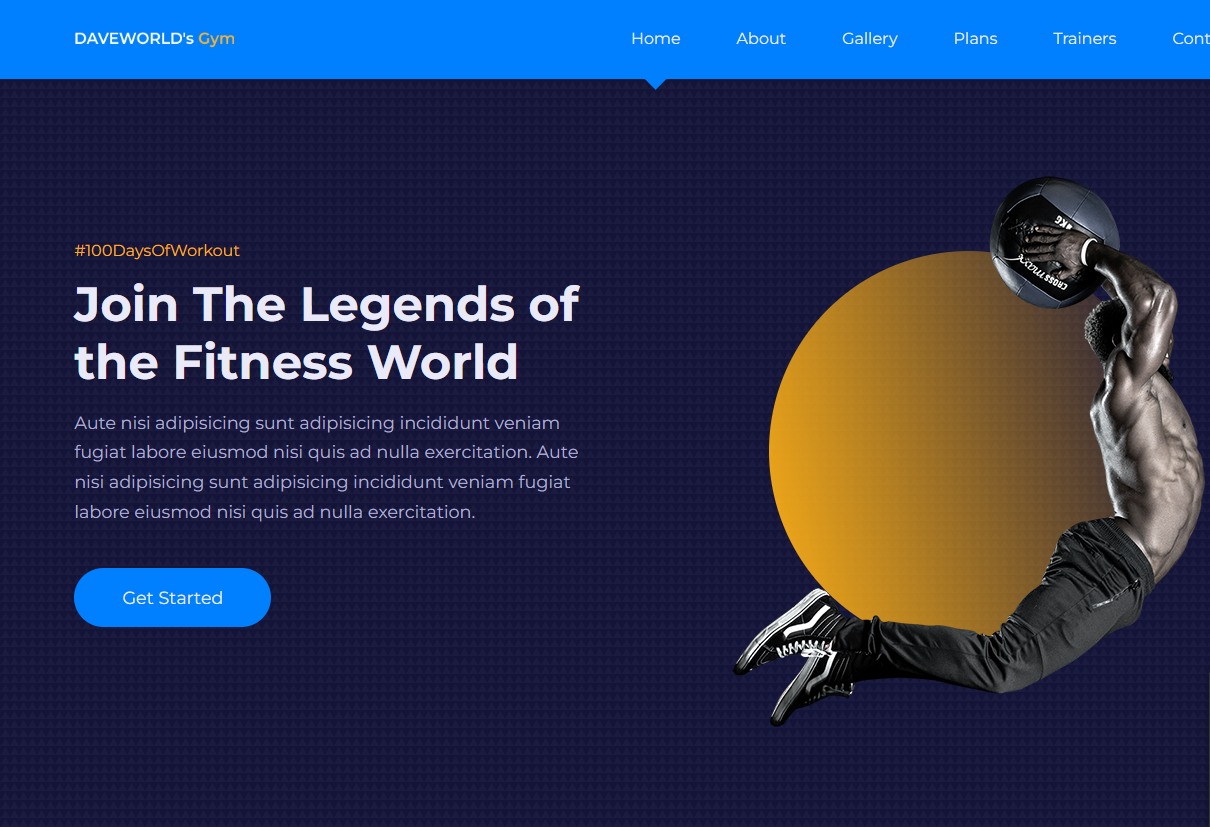 DAVEWORLD's Gym
Home About Gallery Plans Trainers Cont
#100DaysOfWorkout
Join The Legends of
the Fitness World
Aute nisi adipisicing sunt adipisicing incididunt veniam
fugiat labore eiusmod nisi quis ad nulla exercitation. Aute
nisi adipisicing sunt adipisicing incididunt veniam fugiat
labore eiusmod nisi quis ad nulla exercitation.
Get Started
4KG
CROSS MAXX